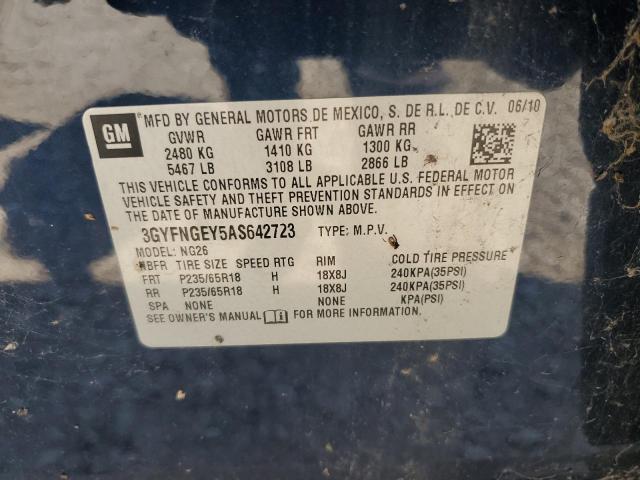 GM
MFD BY GENERAL MOTORS DE MEXICO, S. DE R.L. DE C.V. 06/10
GVWR GAWR FRT GAWR RR
2480 KG 1410 KG 1300 KG
5467 LB 3108 LB 2866 LB
THIS VEHICLE CONFORMS TO ALL APPLICABLE U.S. FEDERAL MOTOR
VEHICLE SAFETY AND THEFT PREVENTION STANDARDS IN EFFECT ON
THE DATE OF MANUFACTURE SHOWN ABOVE.
3GYFNGEY5AS642723 TYPE: M.P.V.
MODEL: NG26
NBFR TIRE SIZE SPEED RTG RIM COLD TIRE PRESSURE
FRT P235/65R18 H 18X8J 240KPA(35PSI)
RR P235/65R18 H 18X8J 240KPA(35PSI)
SPA NONE NONE KPA(PSI)
SEE OWNER'S MANUAL FOR MORE INFORMATION.